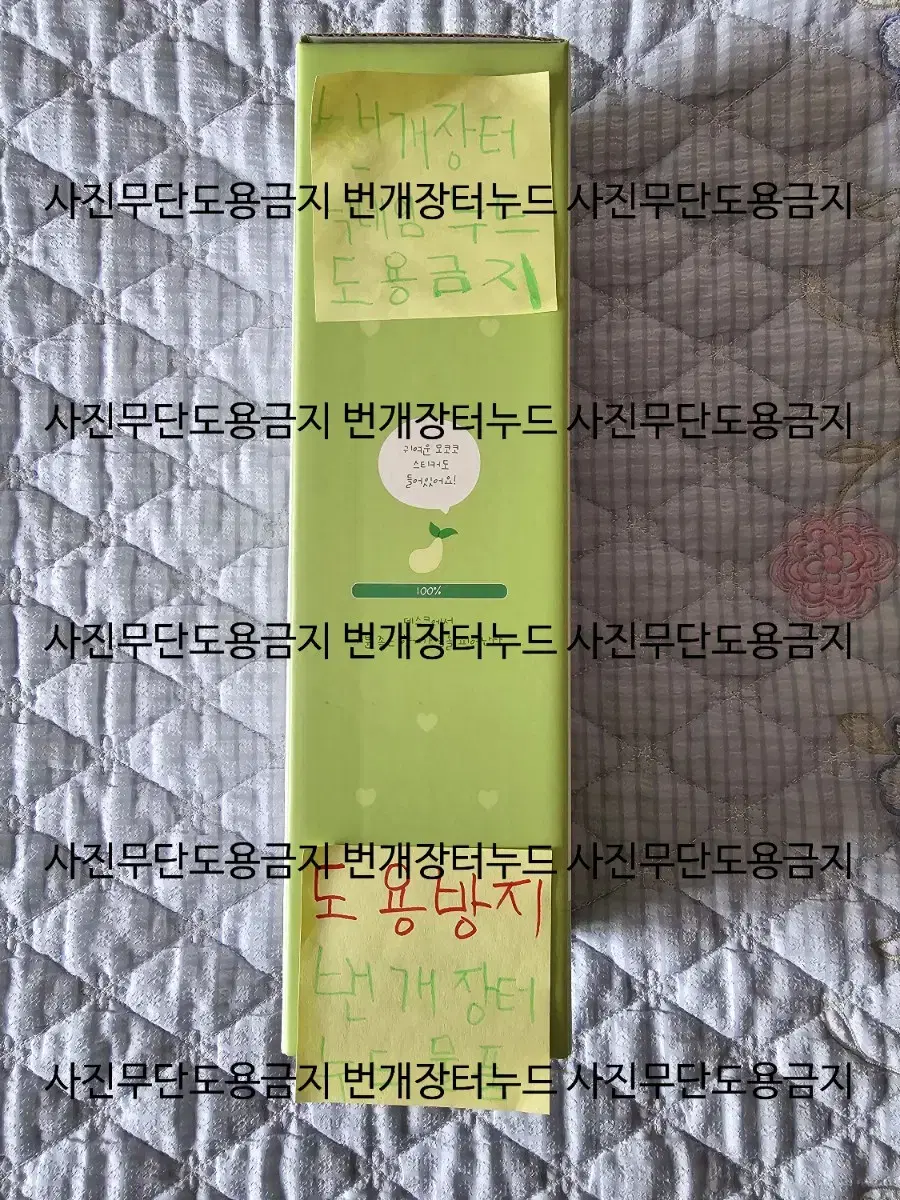 번개장터
사진무단도용금지 번개장터누드 사진무단도용금지
도용금지
사진무단도용금지 번개장터누드 사진무단도용금지
귀여운 모코코
스티커도
들어있어요!
100%
데스크에서
사진무단도용금지 번개장터누드 사진무단도용금지
사진무단도용금지 번개장터누드 사진무단도용금지
도용방지
번개장터
사진무단도용금지 번개장터누드 사진무단도용금지